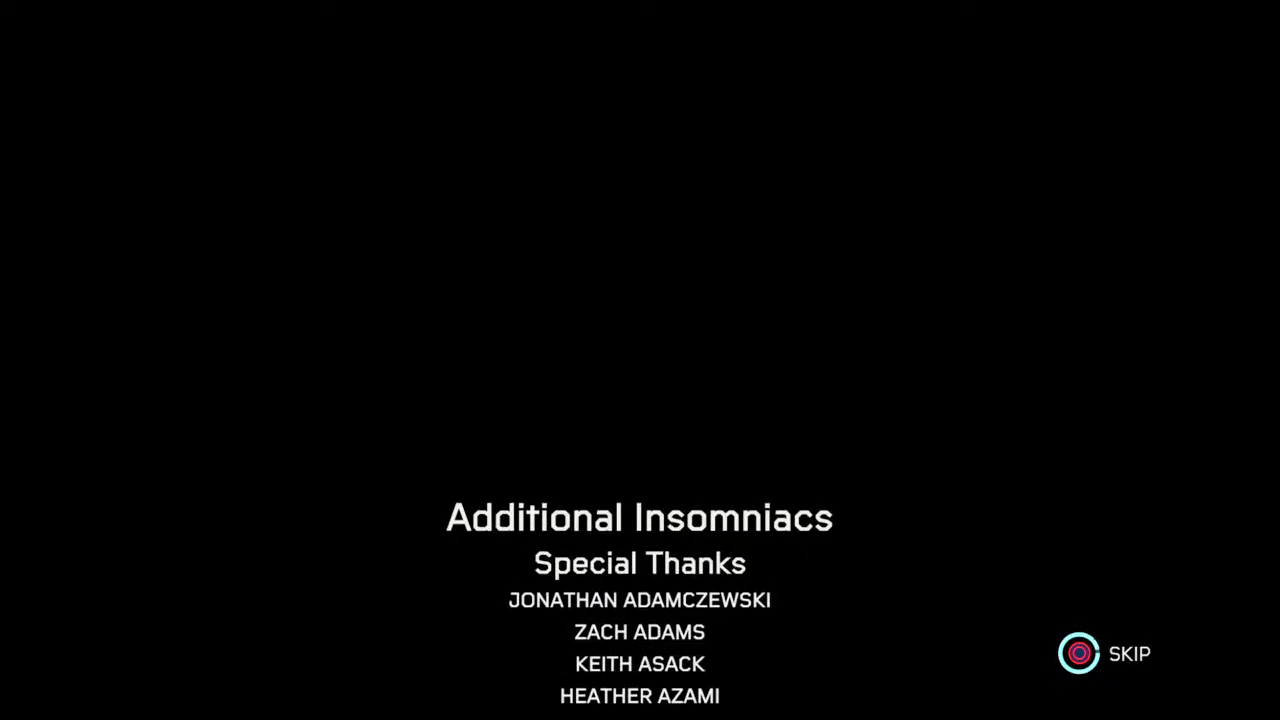 Additional Insomniacs
Special Thanks
JONATHAN ADAMCZEWSKI
ZACH ADAMS
KEITH ASACK
HEATHER AZAMI
SKIP